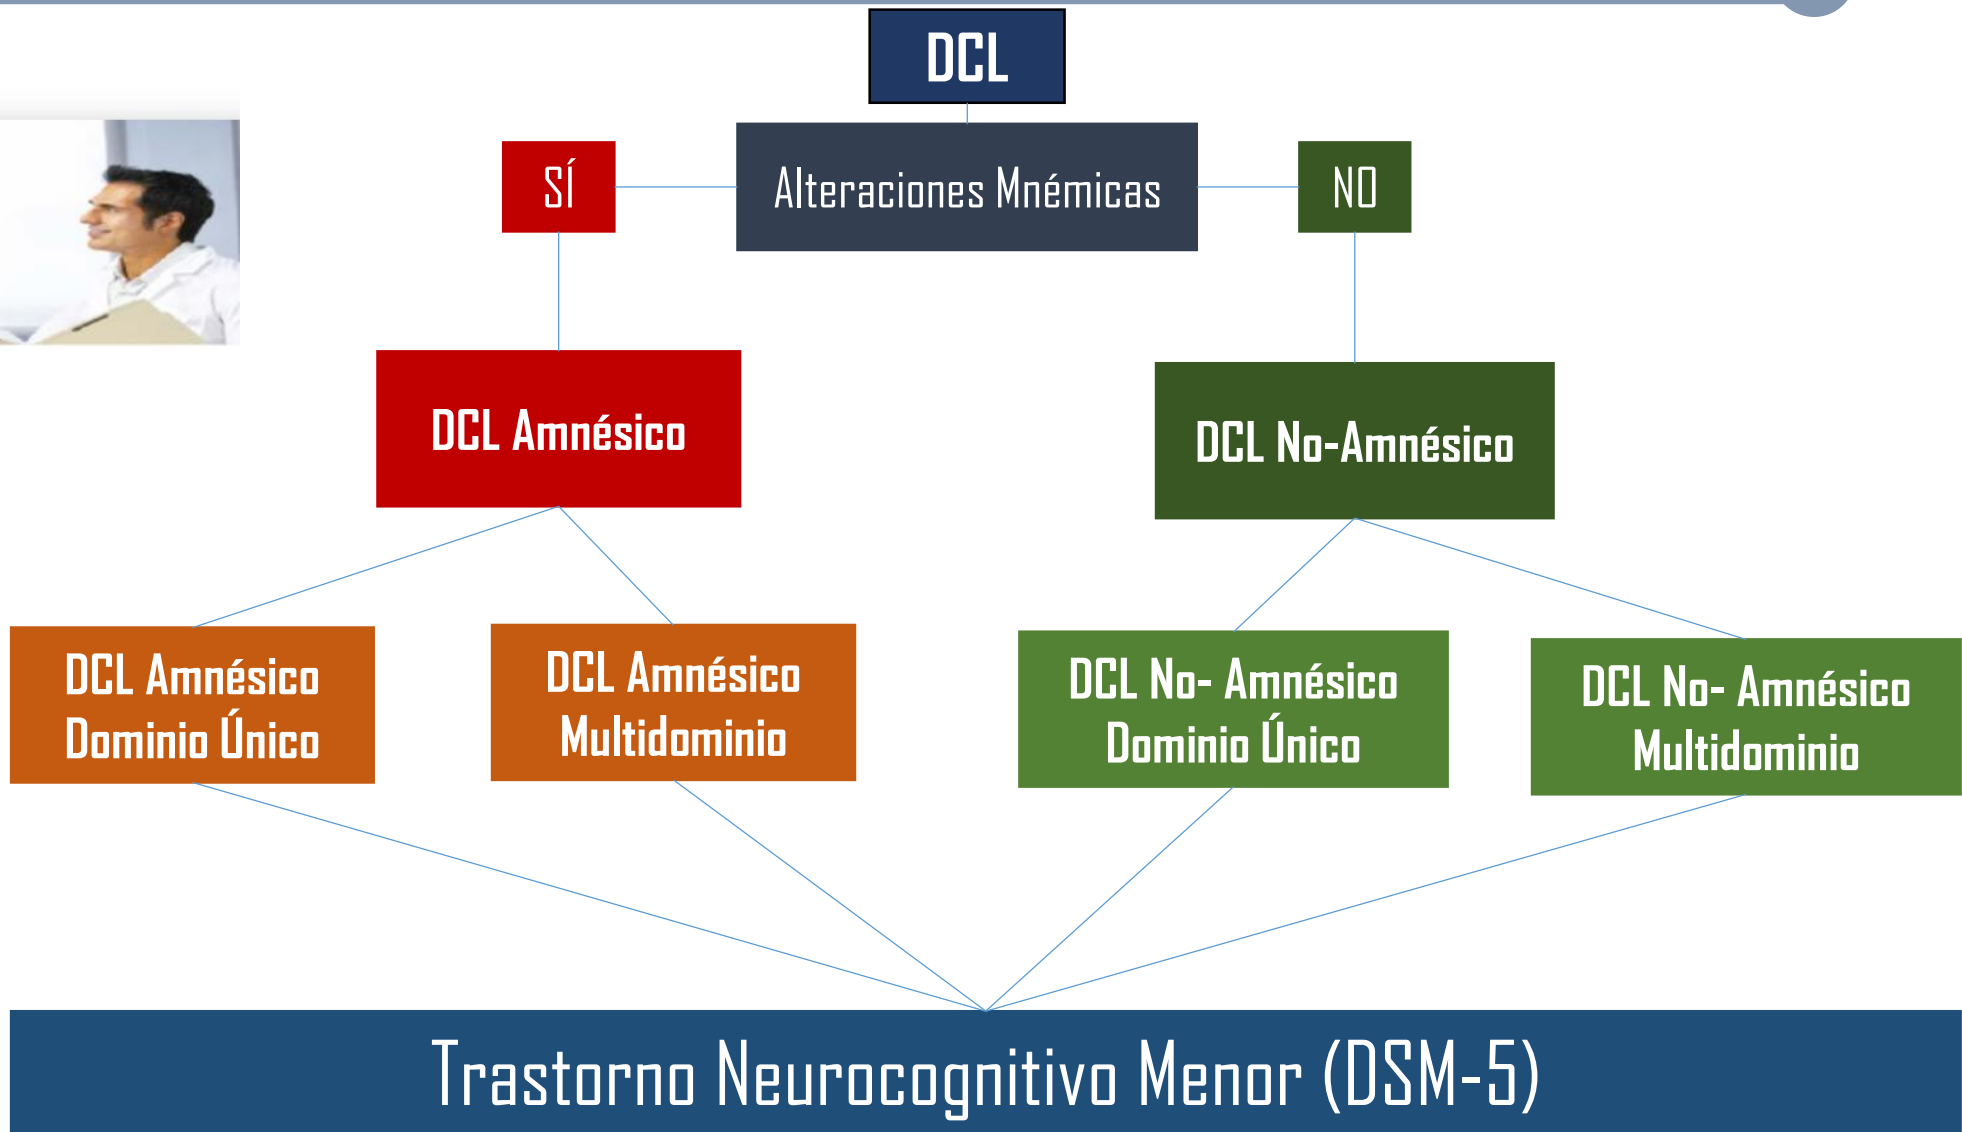 DCL
SÍ
Alteraciones Mnémicas
NO
DCL Amnésico
DCL No-Amnésico
DCL Amnésico
Dominio Único
DCL Amnésico
Multidominio
DCL No- Amnésico
Dominio Único
DCL No- Amnésico
Multidominio
Trastorno Neurocognitivo Menor (DSM-5)